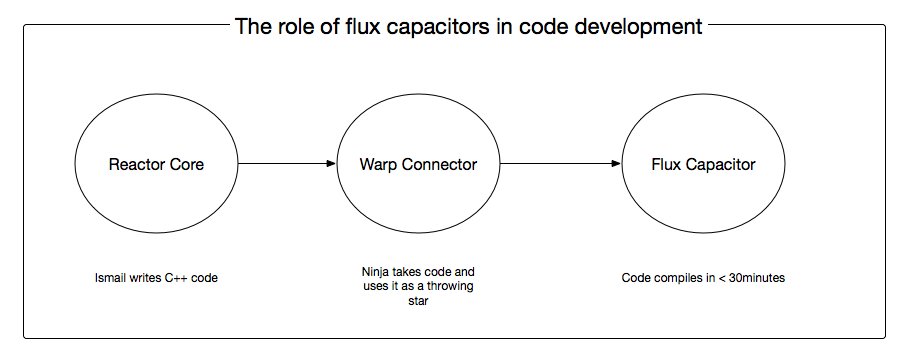 The role of flux capacitors in code development
Reactor Core
Warp Connector
Flux Capacitor
Ismail writes C++ code
Ninja takes code and
uses it as a throwing
star
Code compiles in < 30minutes